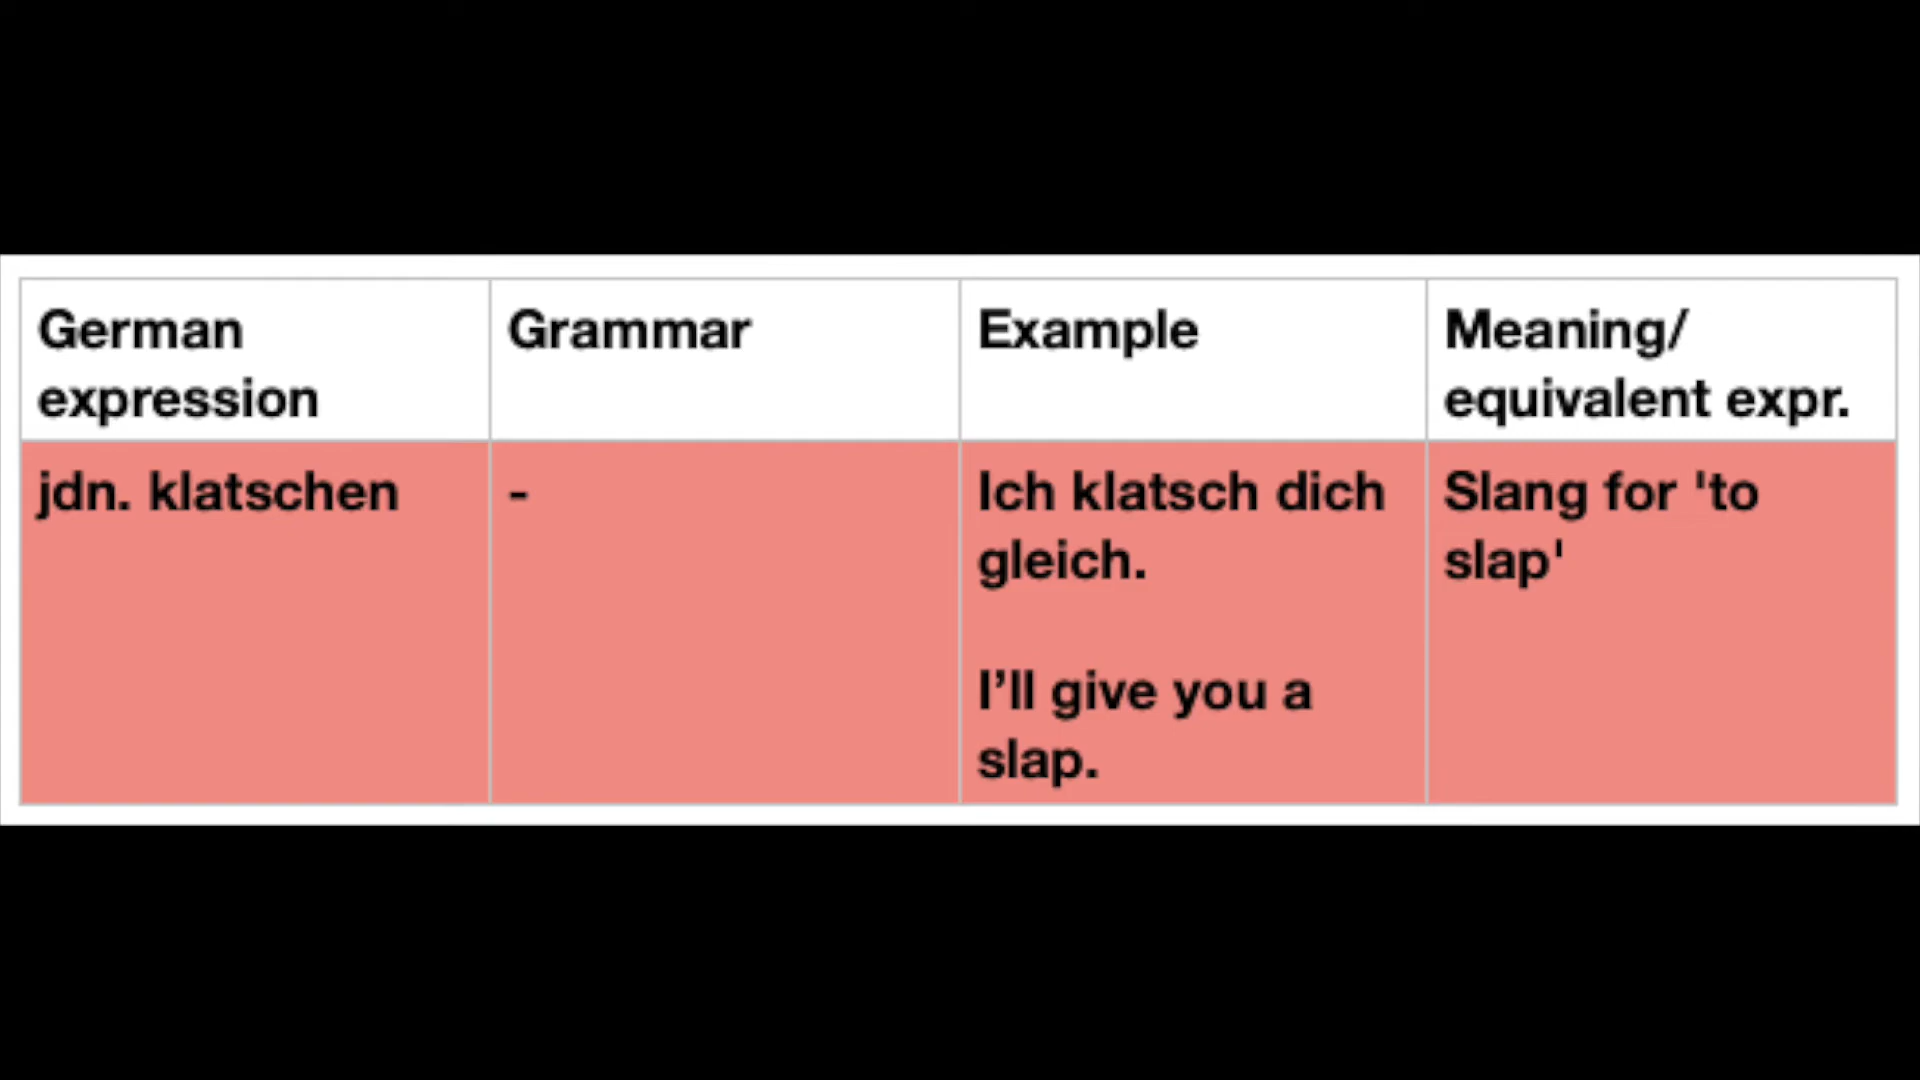 German
expression
Grammar
Example
Meaning/
equivalent expr.
jdn. klatschen
-
Ich klatsch dich
gleich.
I’ll give you a
slap.
Slang for 'to
slap'